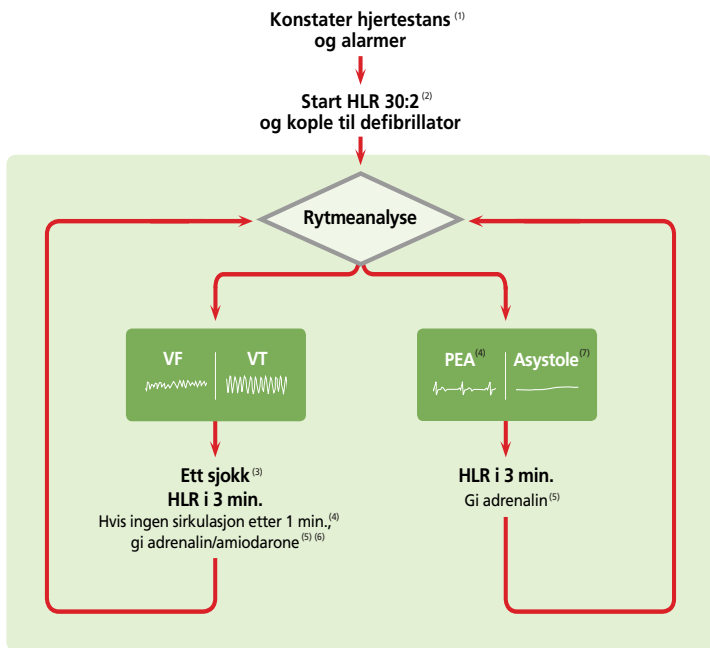 Konstater hjertestans (1)
og alarmer
Start HLR 30:2 (2)
og kople til defibrillator
Rytmeanalyse
VF VT
PEA (4) Asystole (7)
Ett sjokk (3)
HLR i 3 min.
Hvis ingen sirkulasjon etter 1 min., (4)
gi adrenalin/amiodarone (5) (6)
HLR i 3 min.
Gi adrenalin (5)